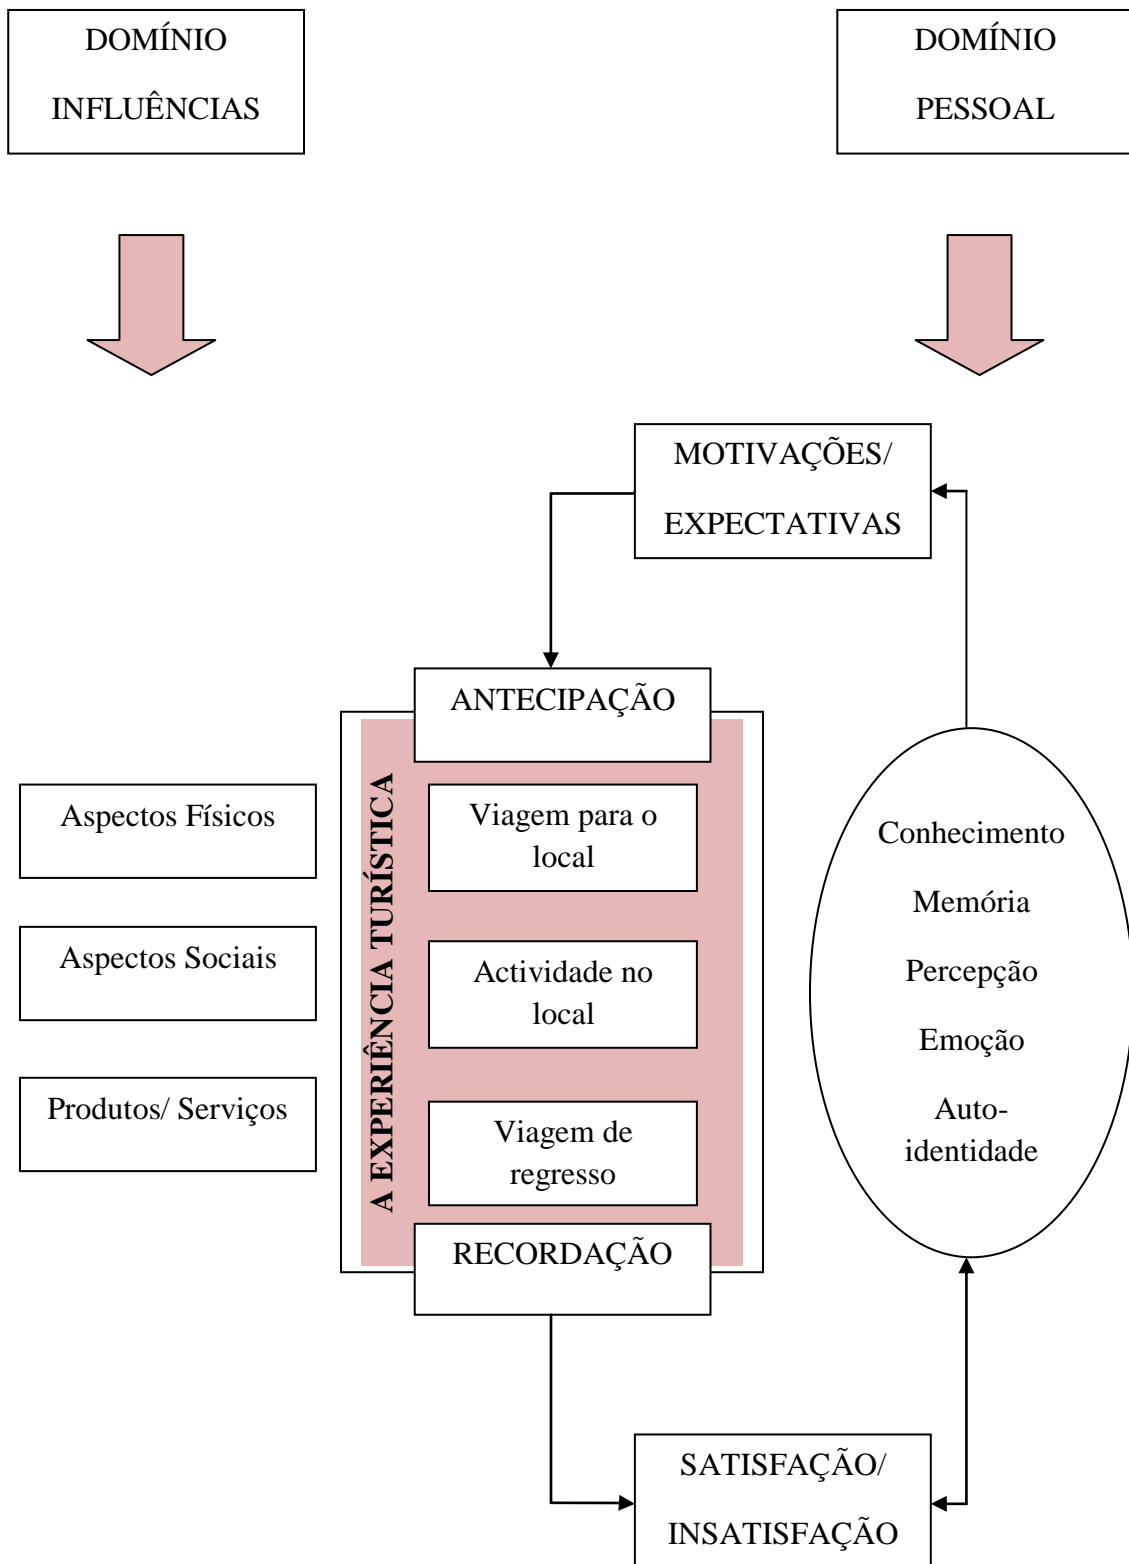 DOMÍNIO
INFLUÊNCIAS
DOMÍNIO
PESSOAL
MOTIVAÇÕES/
EXPECTATIVAS
ANTECIPAÇÃO
A EXPERIÊNCIA TURÍSTICA
Aspectos Físicos
Aspectos Sociais
Produtos/ Serviços
Viagem para o
local
Actividade no
local
Viagem de
regresso
RECORDAÇÃO
Conhecimento
Memória
Percepção
Emoção
Auto-
identidade
SATISFAÇÃO/
INSATISFAÇÃO